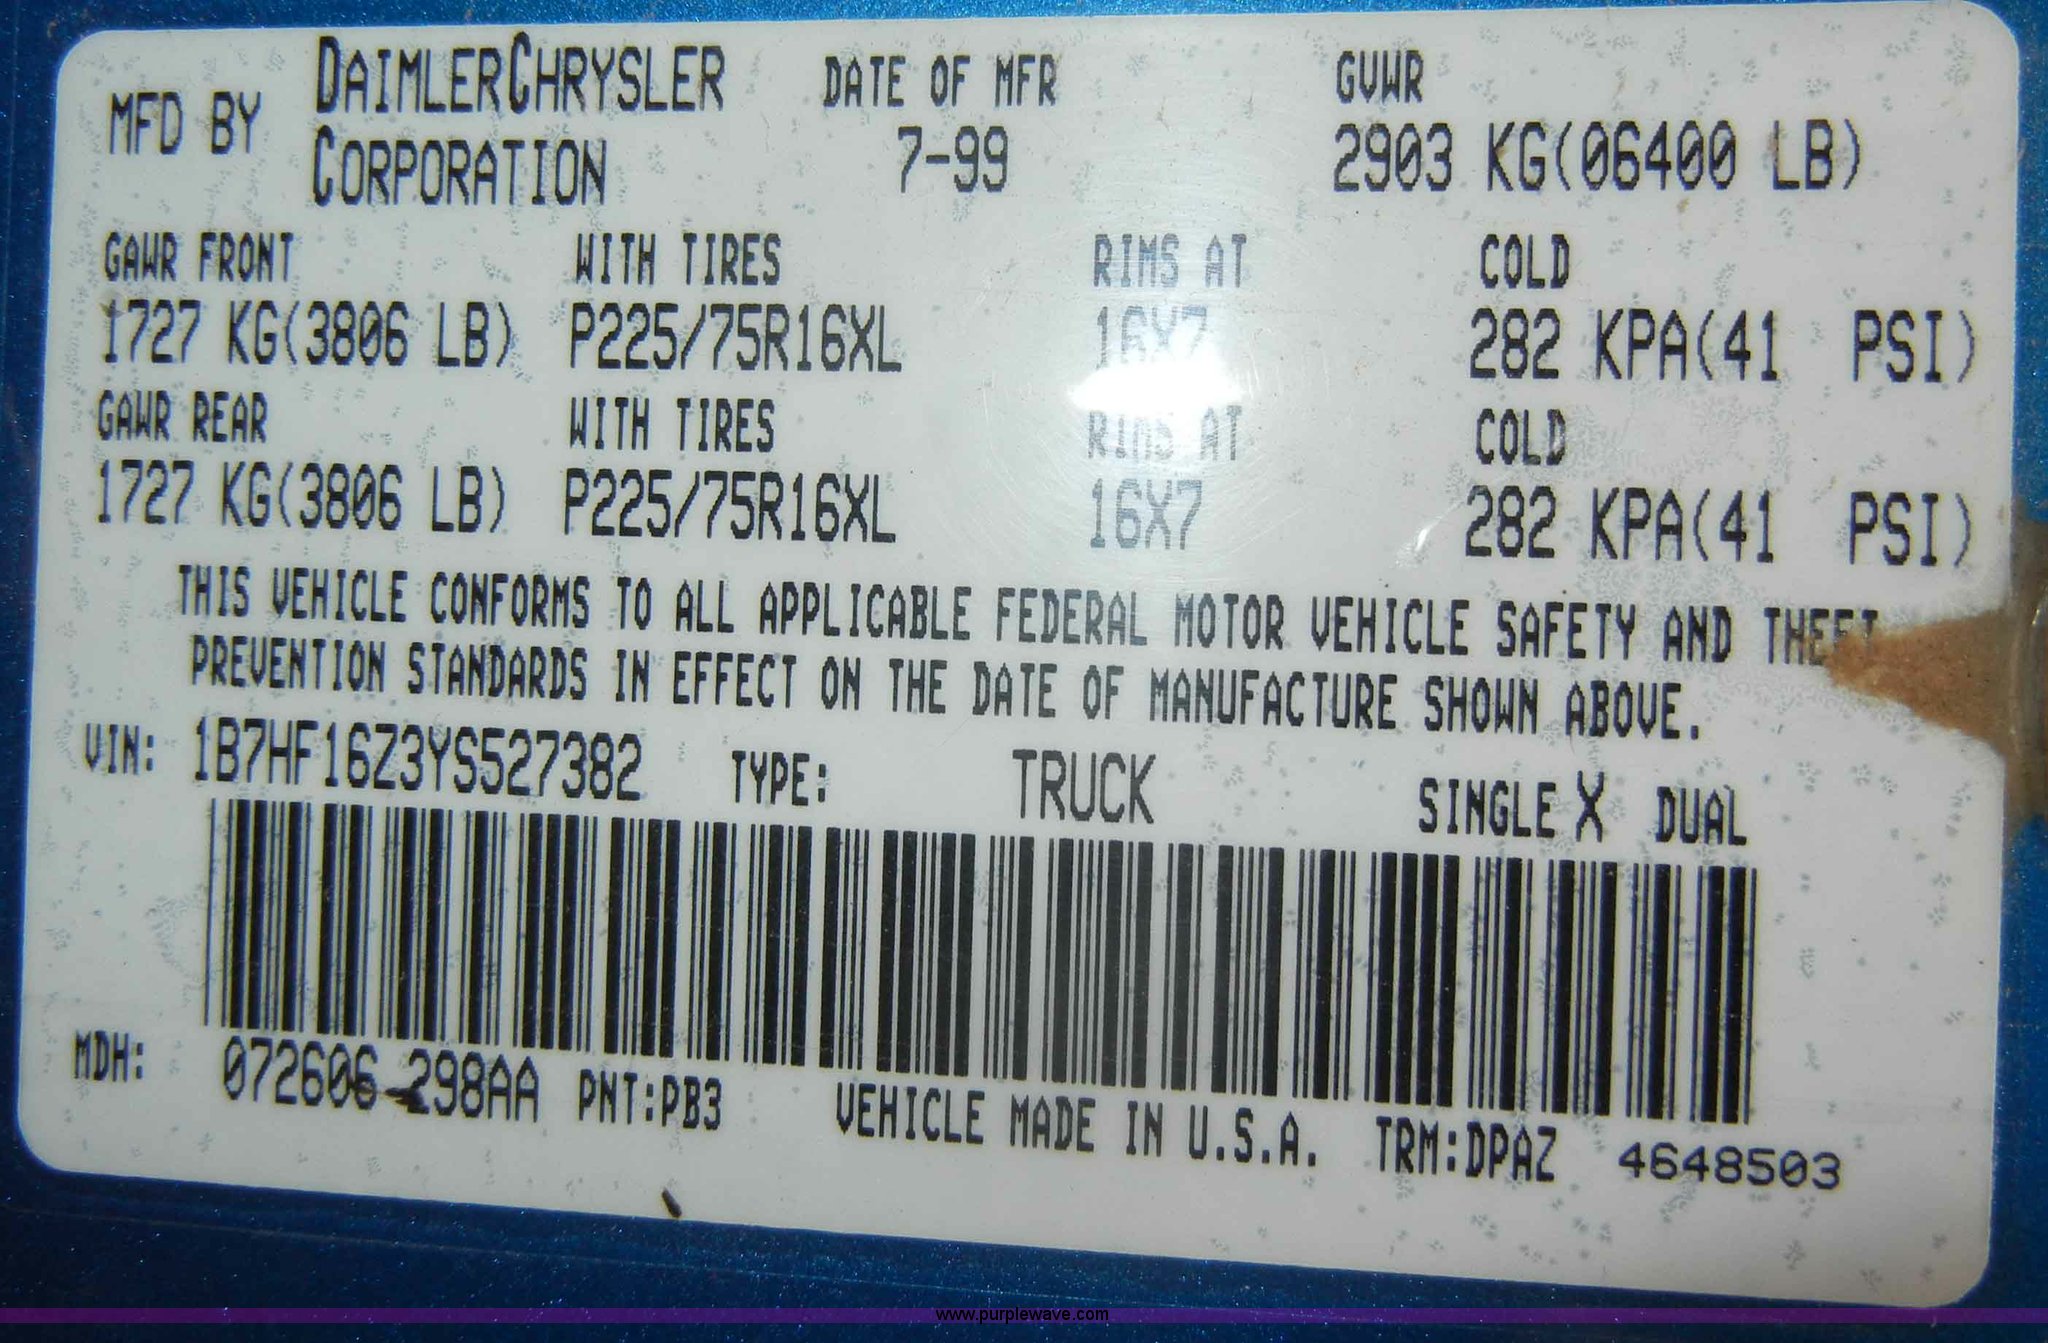 MFD BY DAIMLERCHRYSLER CORPORATION DATE OF MFR 7-99 GVWR 2903 KG(06400 LB)
GAWR FRONT WITH TIRES RIMS AT COLD
1727 KG(3806 LB) P225/75R16XL 16X7 282 KPA(41 PSI)
GAWR REAR WITH TIRES RIMS AT COLD
1727 KG(3806 LB) P225/75R16XL 16X7 282 KPA(41 PSI)
THIS VEHICLE CONFORMS TO ALL APPLICABLE FEDERAL MOTOR VEHICLE SAFETY AND THEFT
PREVENTION STANDARDS IN EFFECT ON THE DATE OF MANUFACTURE SHOWN ABOVE.
VIN: 1B7HF16Z3YS527382 TYPE: TRUCK SINGLE X DUAL
MDH: 072606 298AA PNT:PB3 VEHICLE MADE IN U.S.A. TRM:DPAZ 4648503
www.purplewave.com